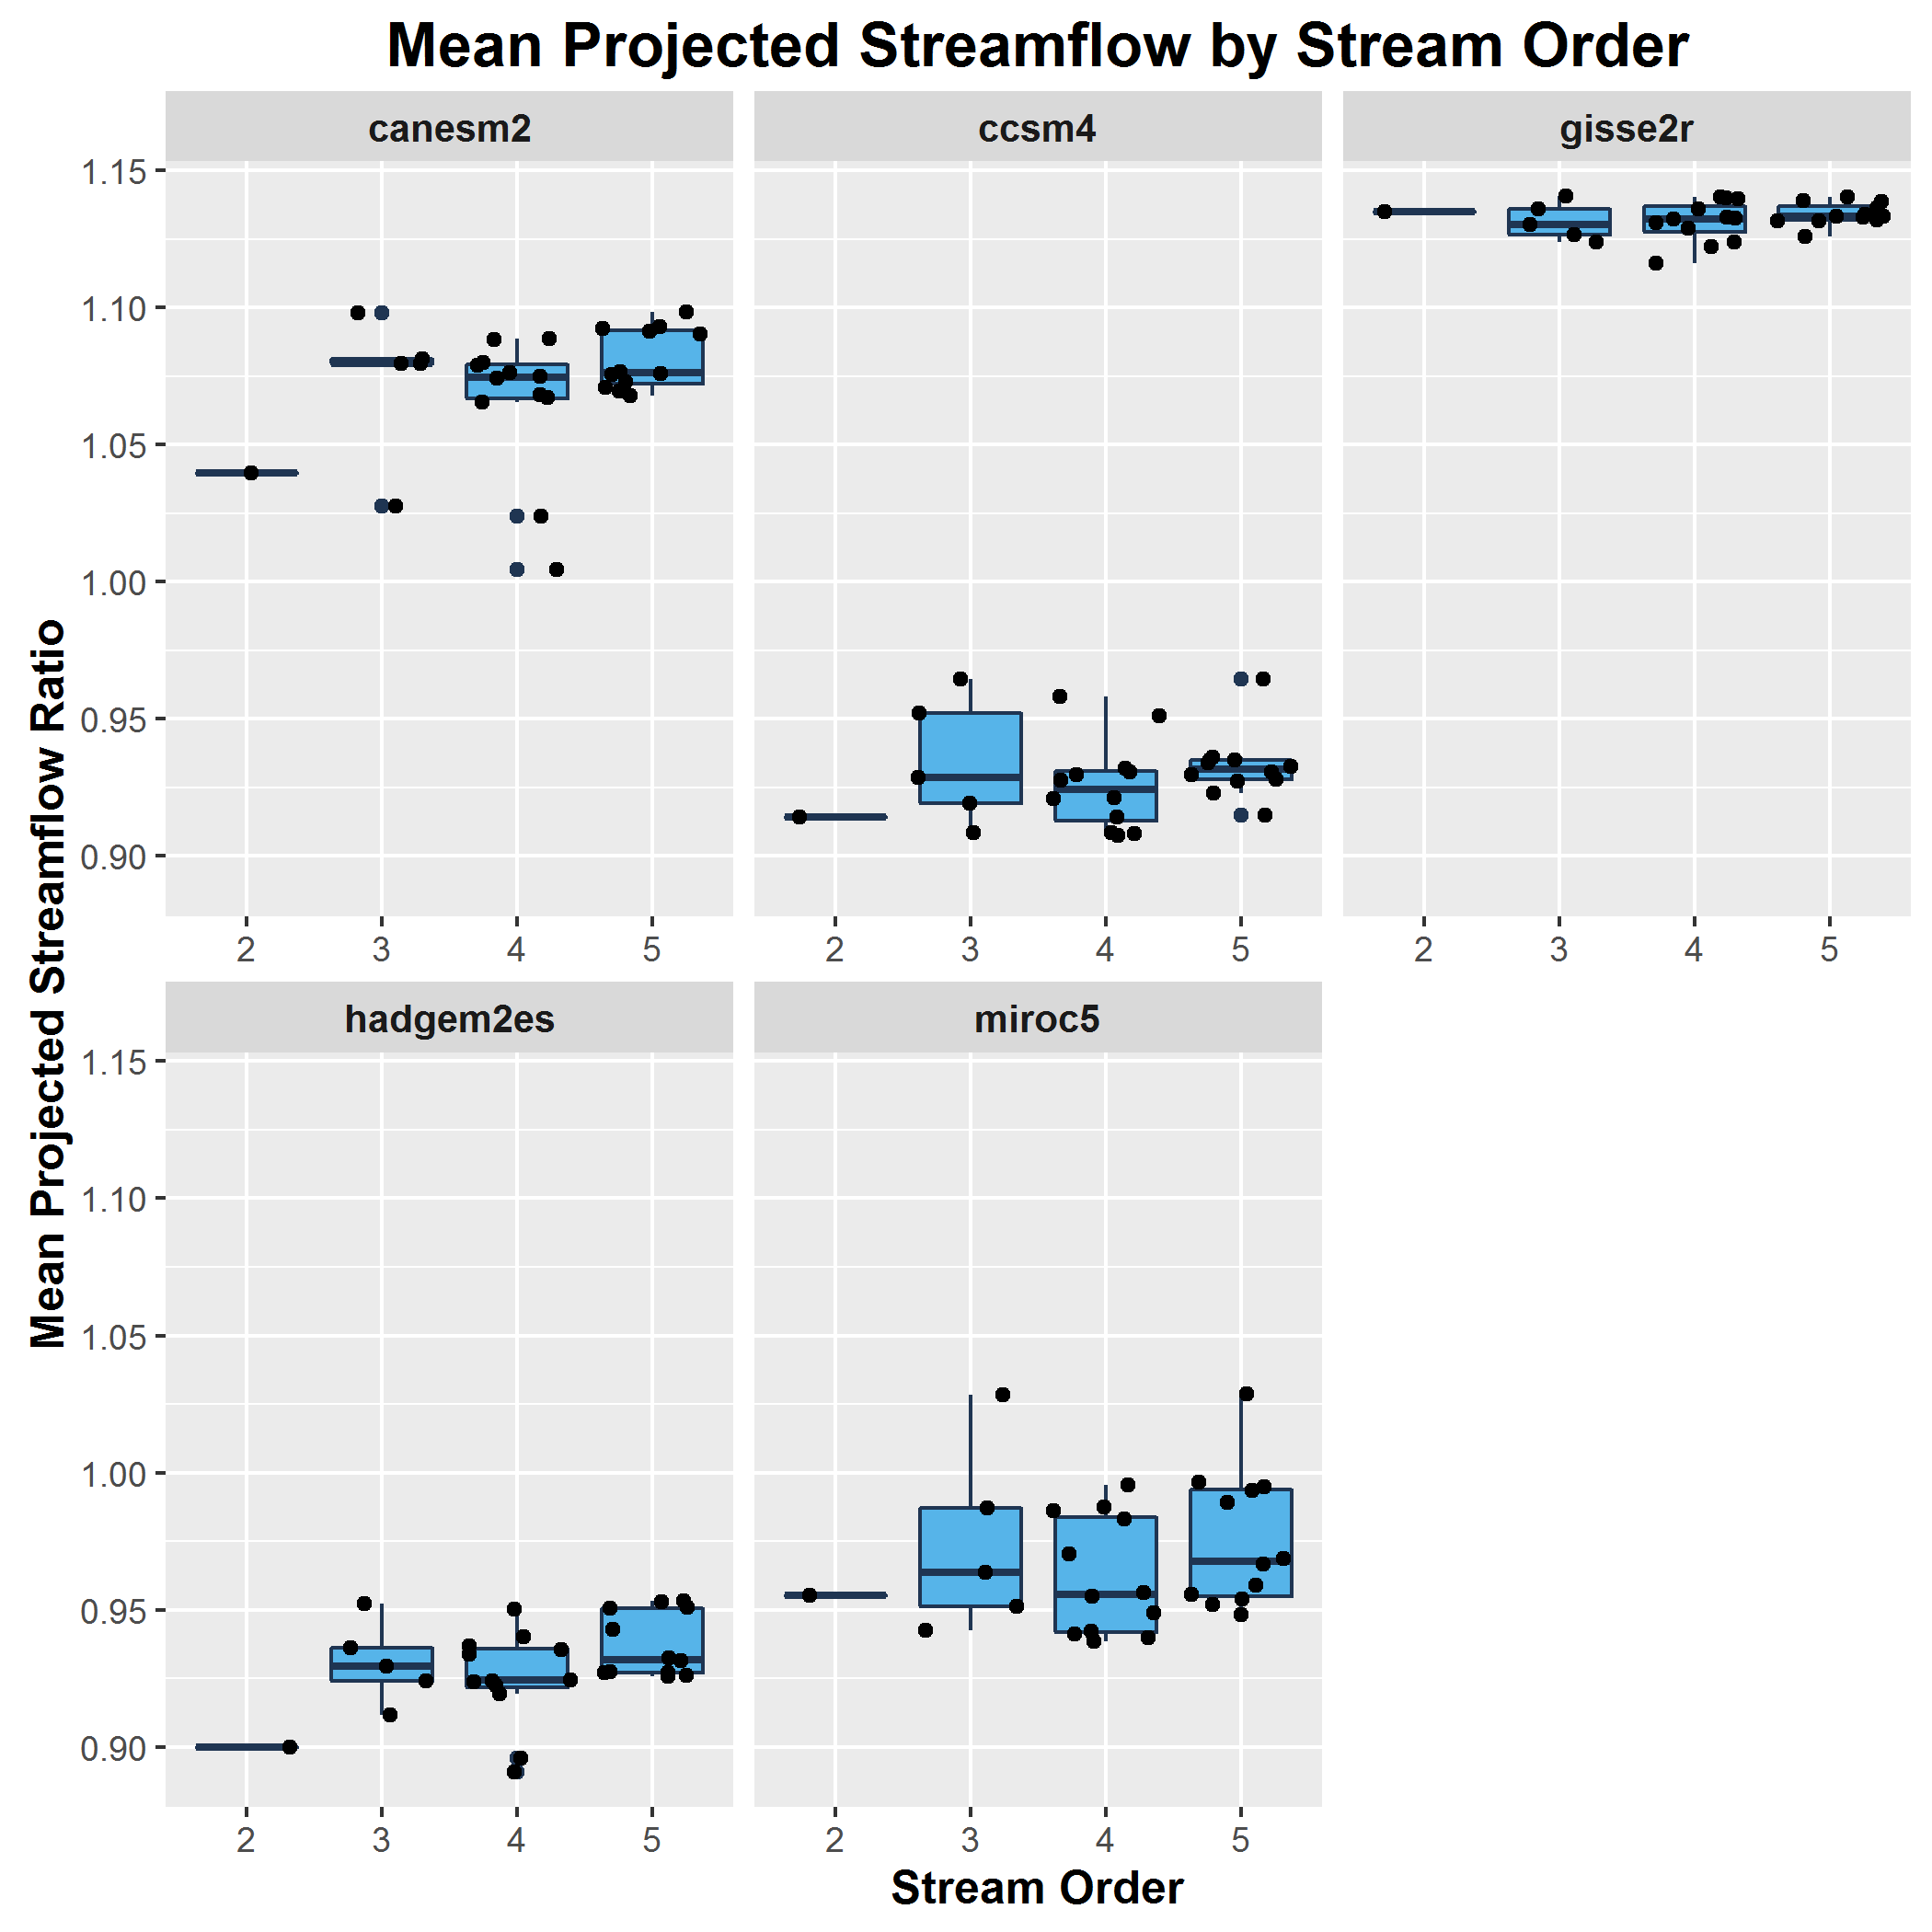 Mean Projected Streamflow by Stream Order
canesm2
ccsm4
gisse2r
1.15
1.10
1.05
1.00
0.95
0.90
2 3 4 5
2 3 4 5
2 3 4 5
Mean Projected Streamflow Ratio
hadgem2es
miroc5
1.15
1.10
1.05
1.00
0.95
0.90
2 3 4 5
2 3 4 5
Stream Order